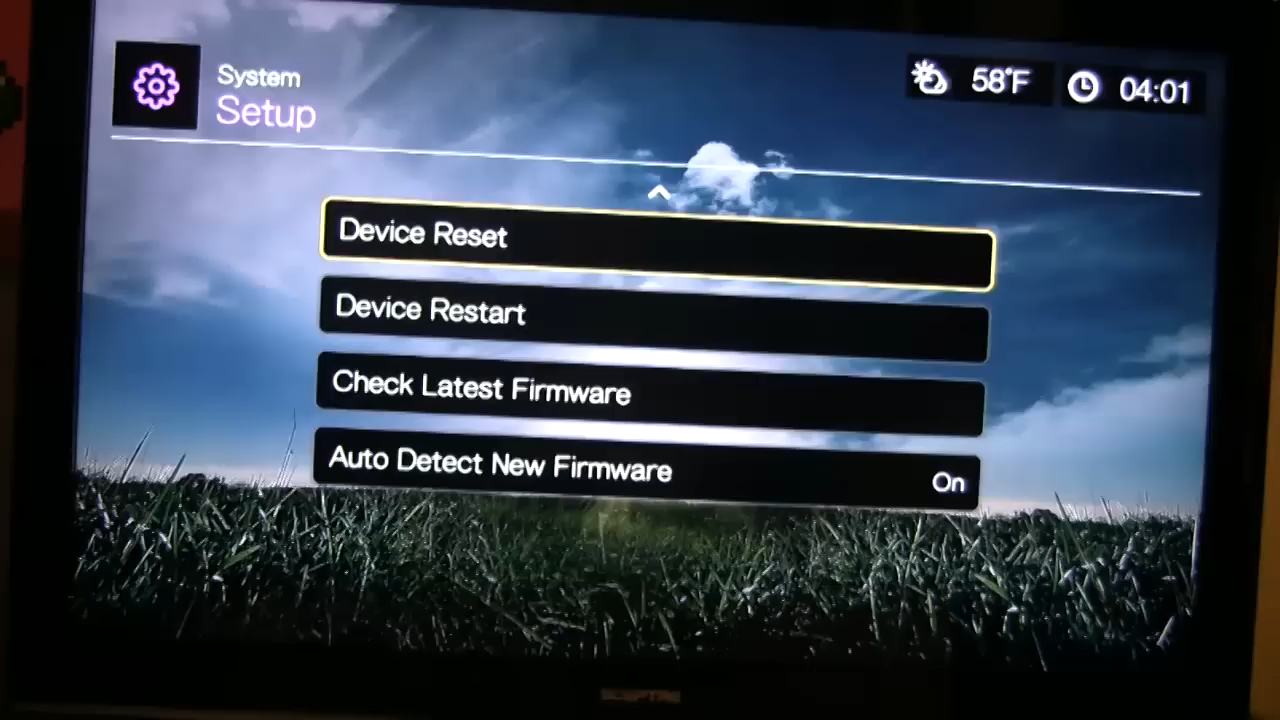 System
Setup
58°F
04:01
Device Reset
Device Restart
Check Latest Firmware
Auto Detect New Firmware
On